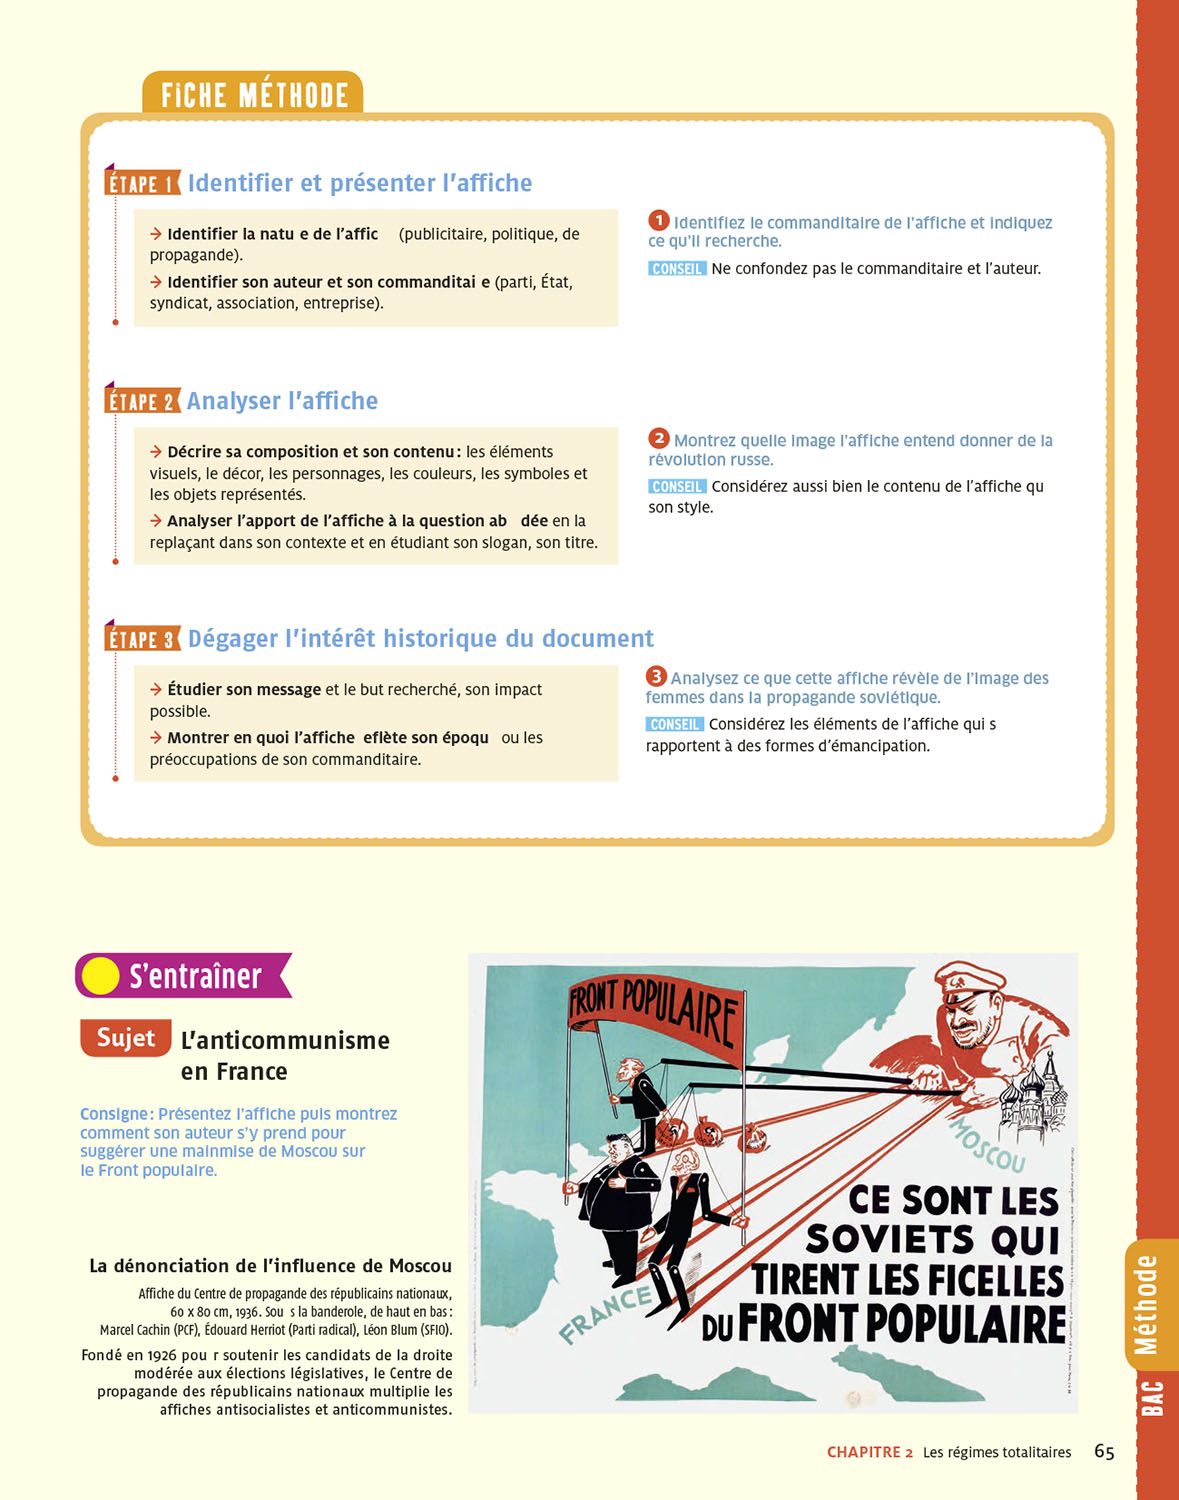 FiCHE MÉTHODE
ÉTAPE 1 Identifier et présenter l'affiche
→ Identifier la natu e de l'affic (publicitaire, politique, de
propagande).
→ Identifier son auteur et son commanditai e (parti, État,
syndicat, association, entreprise).
1 Identifiez le commanditaire de l'affiche et indiquez
ce qu'il recherche.
CONSEIL Ne confondez pas le commanditaire et l'auteur.
ÉTAPE 2 Analyser l'affiche
→ Décrire sa composition et son contenu : les éléments
visuels, le décor, les personnages, les couleurs, les symboles et
les objets représentés.
→ Analyser l'apport de l'affiche à la question ab dée en la
replaçant dans son contexte et en étudiant son slogan, son titre.
2 Montrez quelle image l'affiche entend donner de la
révolution russe.
CONSEIL Considérez aussi bien le contenu de l'affiche qu
son style.
ÉTAPE 3 Dégager l'intérêt historique du document
→ Étudier son message et le but recherché, son impact
possible.
→ Montrer en quoi l'affiche eflète son époqu ou les
préoccupations de son commanditaire.
3 Analysez ce que cette affiche révèle de l'image des
femmes dans la propagande soviétique.
CONSEIL Considérez les éléments de l'affiche qui s
rapportent à des formes d'émancipation.
S'entraîner
Sujet L'anticommunisme
en France
Consigne : Présentez l'affiche puis montrez
comment son auteur s'y prend pour
suggérer une mainmise de Moscou sur
le Front populaire.
La dénonciation de l'influence de Moscou
Affiche du Centre de propagande des républicains nationaux,
60 x 80 cm, 1936. Sou s la banderole, de haut en bas :
Marcel Cachin (PCF), Édouard Herriot (Parti radical), Léon Blum (SFIO).
Fondé en 1926 pou r soutenir les candidats de la droite
modérée aux élections législatives, le Centre de
propagande des républicains nationaux multiplie les
affiches antisocialistes et anticommunistes.
FRONT POPULAIRE
MOSCOU
FRANCE
CE SONT LES
SOVIETS QUI
TIRENT LES FICELLES
DU FRONT POPULAIRE
Méthode
BAC
CHAPITRE 2 Les régimes totalitaires 65